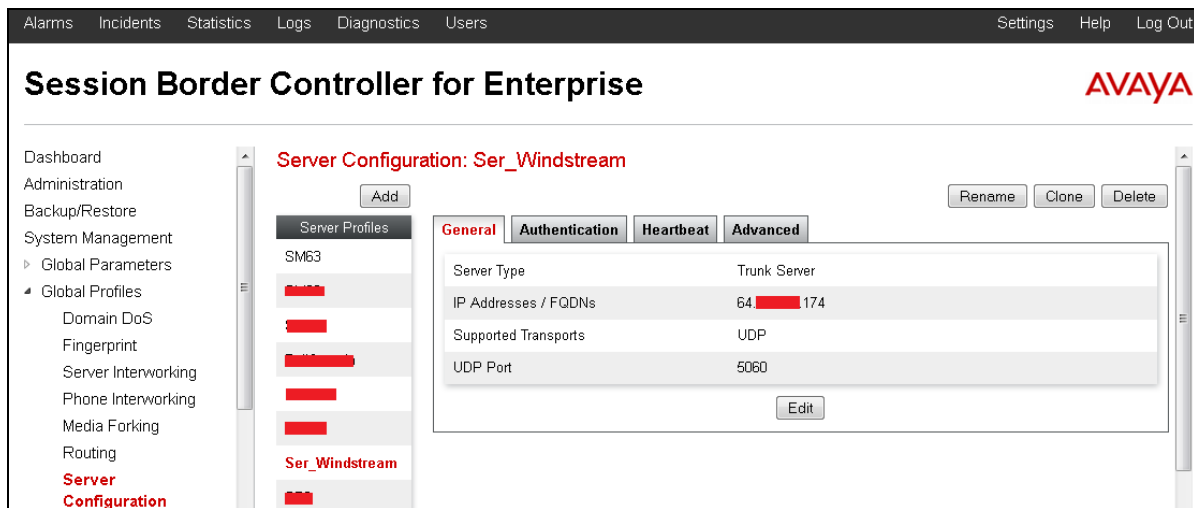 Alarms Incidents Statistics Logs Diagnostics Users Settings Help Log Out
Session Border Controller for Enterprise
AVAYA
Dashboard
Administration
Backup/Restore
System Management
Global Parameters
Global Profiles
Domain DoS
Fingerprint
Server Interworking
Phone Interworking
Media Forking
Routing
Server
Configuration
Server Configuration: Ser_Windstream
Add
Rename Clone Delete
Server Profiles
SM63
Ser_Windstream
General Authentication Heartbeat Advanced
Server Type Trunk Server
IP Addresses / FQDNs 64. .174
Supported Transports UDP
UDP Port 5060
Edit